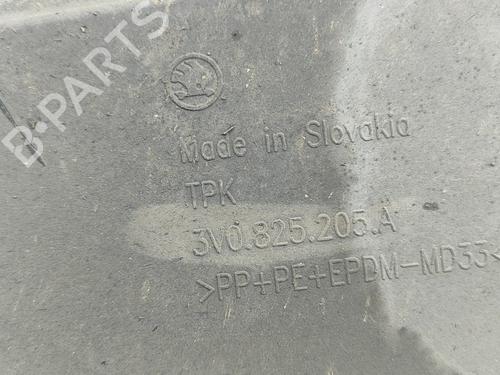 B-PARTS
Made in Slovakia
TPK
3V0.825.205.A
>PP+PE+EPDM-MD33<